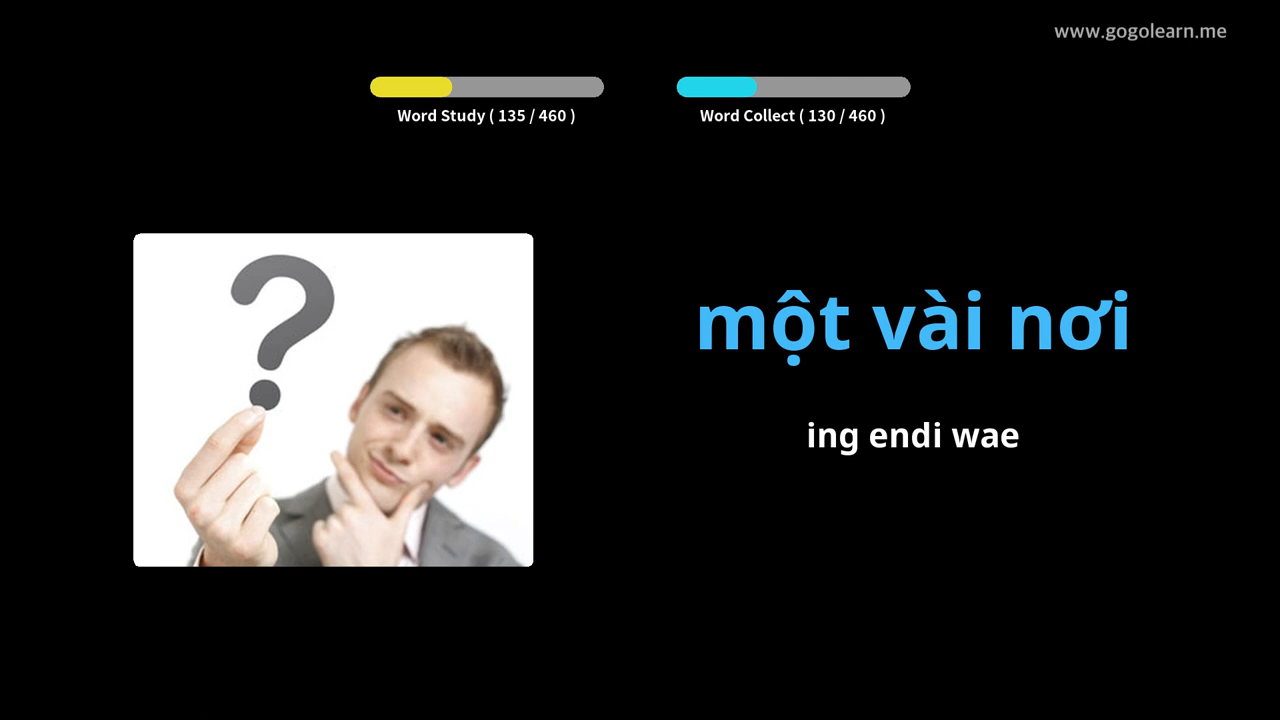 www.gogolearn.me
Word Study ( 135 / 460 )
Word Collect ( 130 / 460 )
một vài nơi
ing endi wae